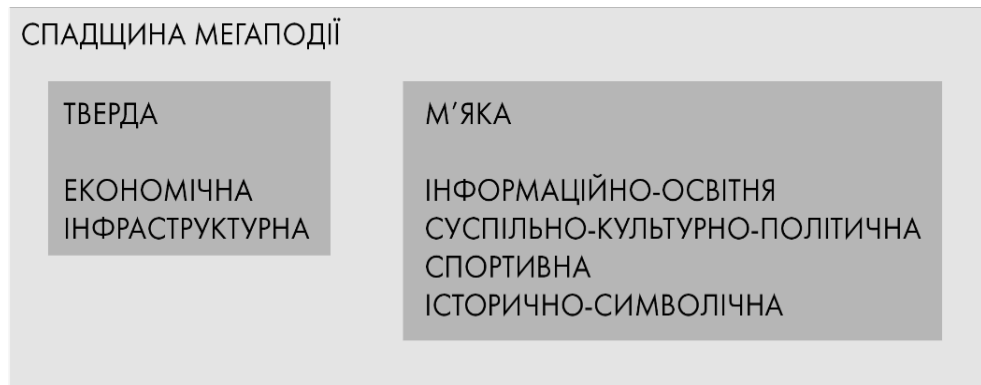 СПАДЩИНА МЕГАПОДІЇ
ТВЕРДА
ЕКОНОМІЧНА
ІНФРАСТРУКТУРНА
М’ЯКА
ІНФОРМАЦІЙНО-ОСВІТНЯ
СУСПІЛЬНО-КУЛЬТУРНО-ПОЛІТИЧНА
СПОРТИВНА
ІСТОРИЧНО-СИМВОЛІЧНА